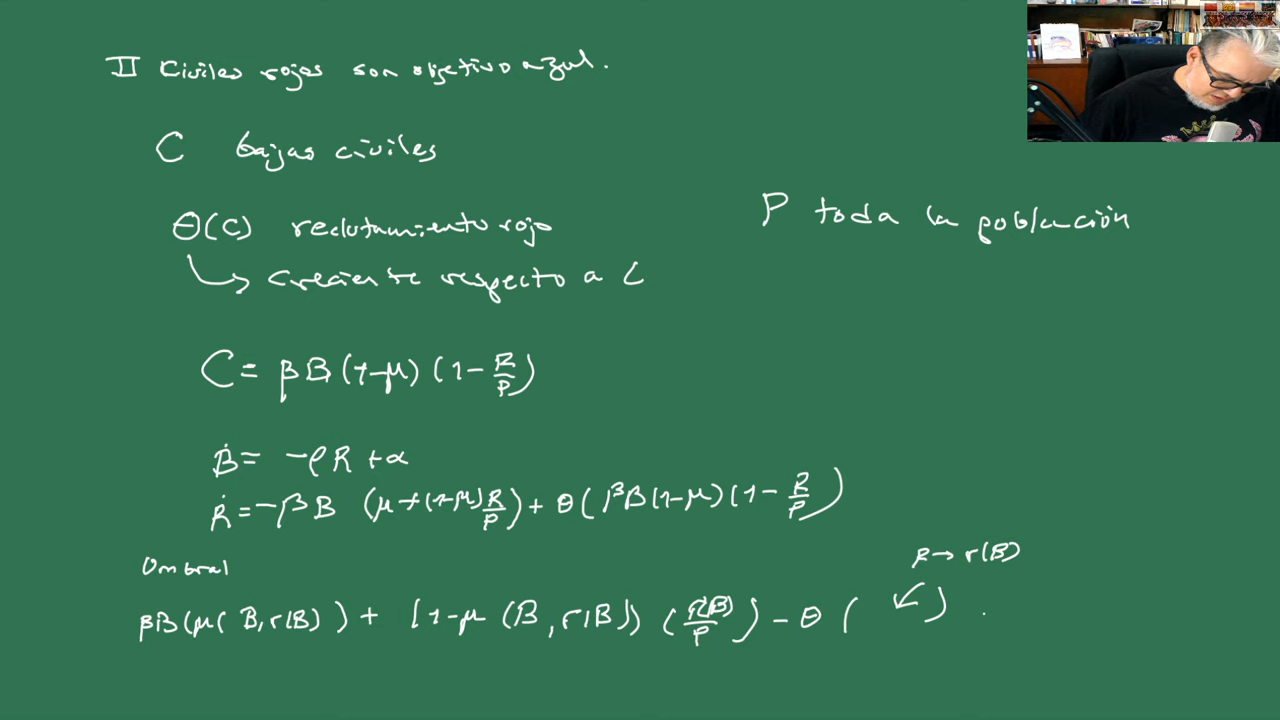 II Civiles rojos son objetivo azul.
C bajas civiles
θ(C) reclutamiento rojo
P toda la población
↳ creciente respecto a C
C = βB (1-μ) (1 - R/P)
Ḃ = -ρR + α
Ṙ = -βB (μ + (1-μ) R/P) + θ(βB(1-μ)(1 - R/P)
R → r(B)
Umbral
βB(μ( B, r(B) ) + (1-μ (B, r(B)) (r(B)/P) - θ ( ↙ ) .